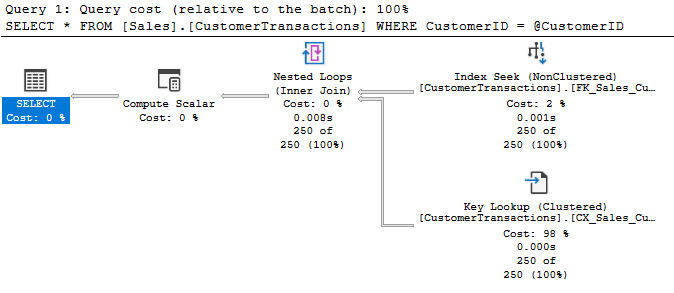 Query 1: Query cost (relative to the batch): 100%
SELECT * FROM [Sales].[CustomerTransactions] WHERE CustomerID = @CustomerID
SELECT
Cost: 0 %
Compute Scalar
Cost: 0 %
Nested Loops
(Inner Join)
Cost: 0 %
0.008s
250 of
250 (100%)
Index Seek (NonClustered)
[CustomerTransactions].[FK_Sales_Cu…
Cost: 2 %
0.001s
250 of
250 (100%)
Key Lookup (Clustered)
[CustomerTransactions].[CX_Sales_Cu…
Cost: 98 %
0.000s
250 of
250 (100%)